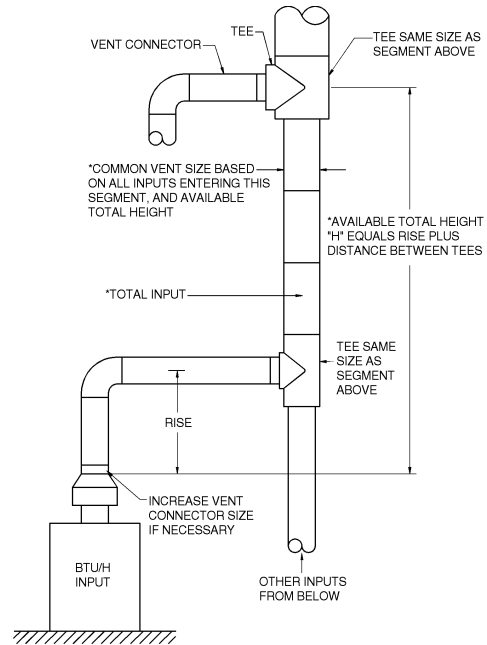 TEE
VENT CONNECTOR
TEE SAME SIZE AS
SEGMENT ABOVE
*COMMON VENT SIZE BASED
ON ALL INPUTS ENTERING THIS
SEGMENT, AND AVAILABLE
TOTAL HEIGHT
*AVAILABLE TOTAL HEIGHT
"H" EQUALS RISE PLUS
DISTANCE BETWEEN TEES
*TOTAL INPUT
TEE SAME
SIZE AS
SEGMENT
ABOVE
RISE
INCREASE VENT
CONNECTOR SIZE
IF NECESSARY
BTU/H
INPUT
OTHER INPUTS
FROM BELOW